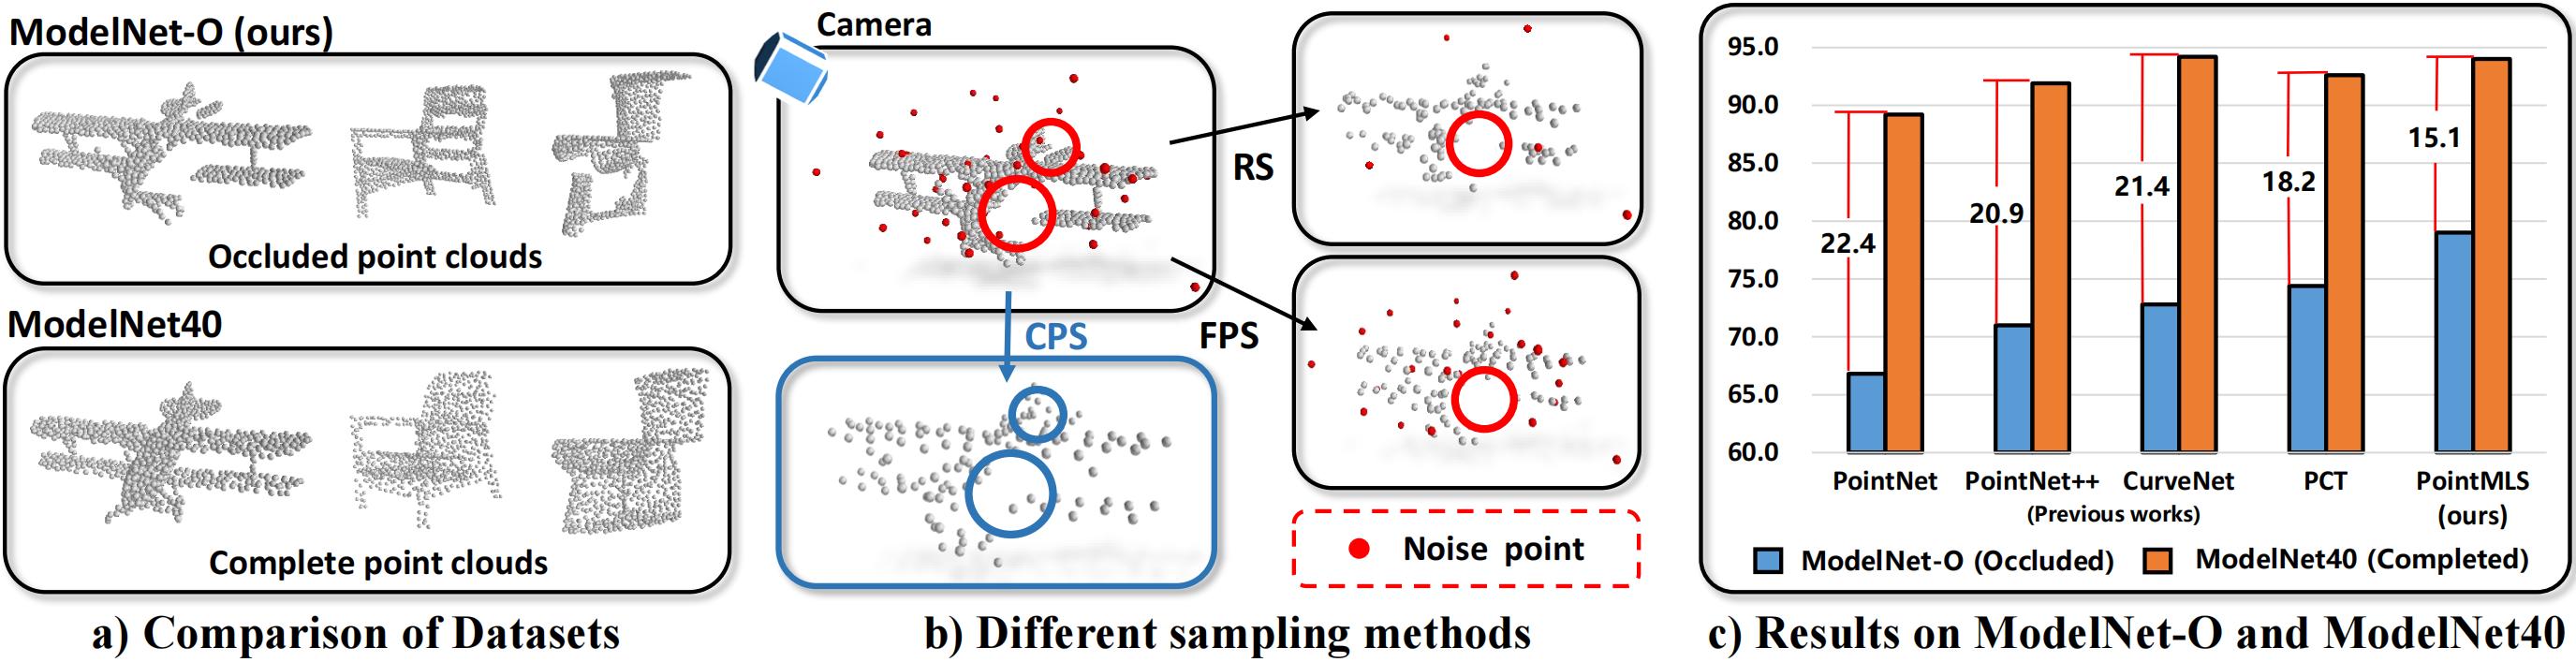 ModelNet-O (ours)
Occluded point clouds
ModelNet40
Complete point clouds
a) Comparison of Datasets
Camera
RS
FPS
CPS
Noise point
b) Different sampling methods
95.0
90.0
85.0
80.0
75.0
70.0
65.0
60.0
22.4
20.9
21.4
18.2
15.1
PointNet
PointNet++
CurveNet
PCT
PointMLS
(Previous works)
(ours)
ModelNet-O (Occluded)
ModelNet40 (Completed)
c) Results on ModelNet-O and ModelNet40